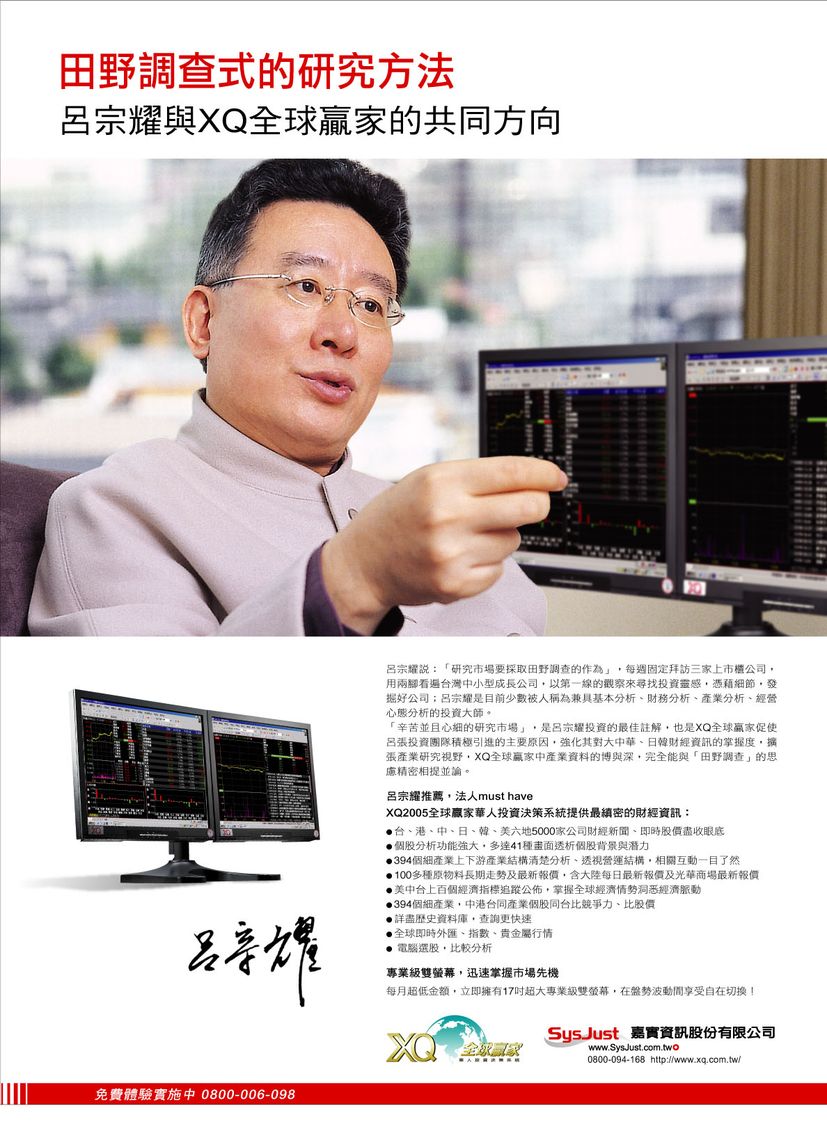 田野調查式的研究方法
呂宗耀與XQ全球贏家的共同方向
呂宗耀說：「研究市場要採取田野調查的作為」，每週固定拜訪三家上市櫃公司，
用兩腳看遍台灣中小型成長公司，以第一線的觀察來尋找投資靈感，憑藉細節，發
掘好公司；呂宗耀是目前少數被人稱為兼具基本分析、財務分析、產業分析、經營
心態分析的投資大師。
「辛苦並且心細的研究市場」，是呂宗耀投資的最佳註解，也是XQ全球贏家促使
呂張投資團隊積極引進的主要原因，強化其對大中華、日韓財經資訊的掌握度，擴
張產業研究視野，XQ全球贏家中產業資料的博與深，完全能與「田野調查」的思
慮精密相提並論。
呂宗耀推薦，法人must have
XQ2005全球贏家華人投資決策系統提供最縝密的財經資訊：
●台、港、中、日、韓、美六地5000家公司財經新聞、即時股價盡收眼底
●個股分析功能強大，多達41種畫面透析個股背景與潛力
●394個細產業上下游產業結構清楚分析、透視營運結構，相關互動一目了然
●100多種原物料長期走勢及最新報價，含大陸每日最新報價及光華商場最新報價
●美中台上百個經濟指標追蹤公佈，掌握全球經濟情勢洞悉經濟脈動
●394個細產業，中港台同產業個股同台比競爭力、比股價
●詳盡歷史資料庫，查詢更快速
●全球即時外匯、指數、貴金屬行情
● 電腦選股，比較分析
專業級雙螢幕，迅速掌握市場先機
每月超低金額，立即擁有17吋超大專業級雙螢幕，在盤勢波動間享受自在切換！
呂宗耀
XQ 全球贏家
華人投資決策系統
SysJust 嘉實資訊股份有限公司
www.SysJust.com.tw
0800-094-168 http://www.xq.com.tw/
免費體驗實施中 0800-006-098